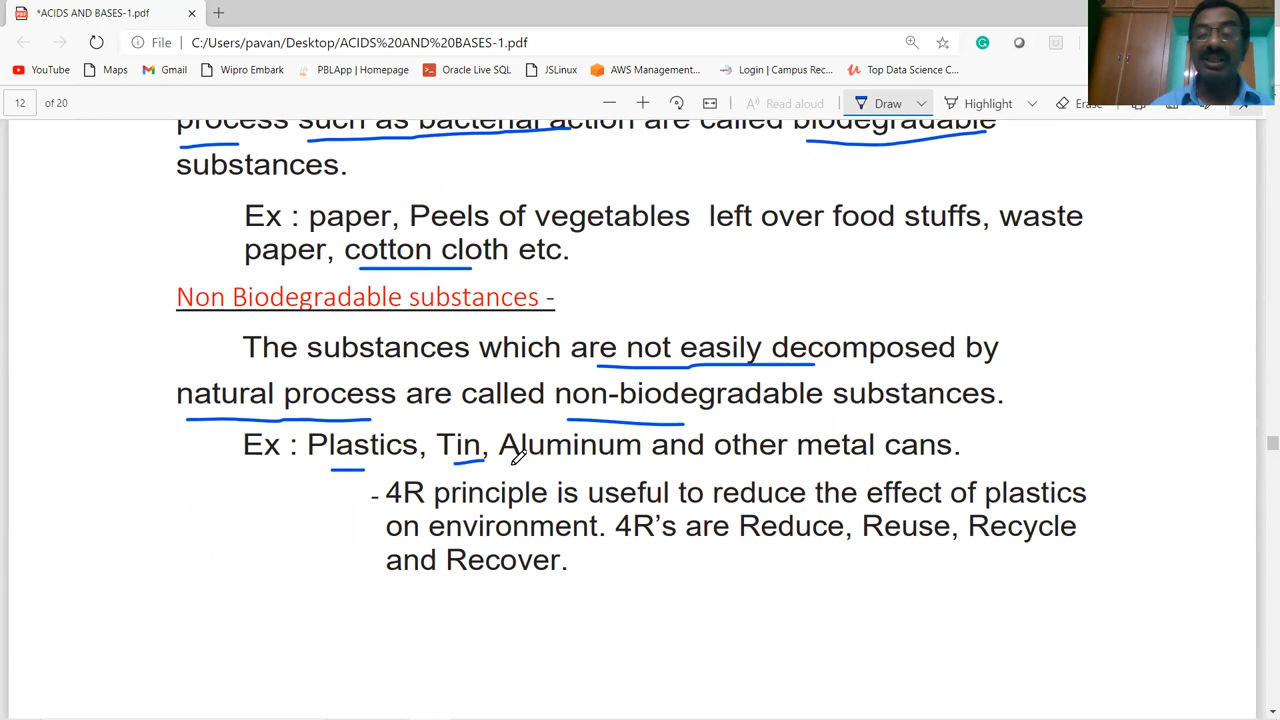 *ACIDS AND BASES-1.pdf
File C:/Users/pavan/Desktop/ACIDS%20AND%20BASES-1.pdf
YouTube Maps Gmail Wipro Embark PBLApp | Homepage Oracle Live SQL JSLinux AWS Management... Login | Campus Rec... Top Data Science C...
12 of 20 Read aloud Draw Highlight Erase
process such as bacterial action are called biodegradable
substances.
Ex : paper, Peels of vegetables left over food stuffs, waste
paper, cotton cloth etc.
Non Biodegradable substances -
The substances which are not easily decomposed by
natural process are called non-biodegradable substances.
Ex : Plastics, Tin, Aluminum and other metal cans.
- 4R principle is useful to reduce the effect of plastics
on environment. 4R's are Reduce, Reuse, Recycle
and Recover.